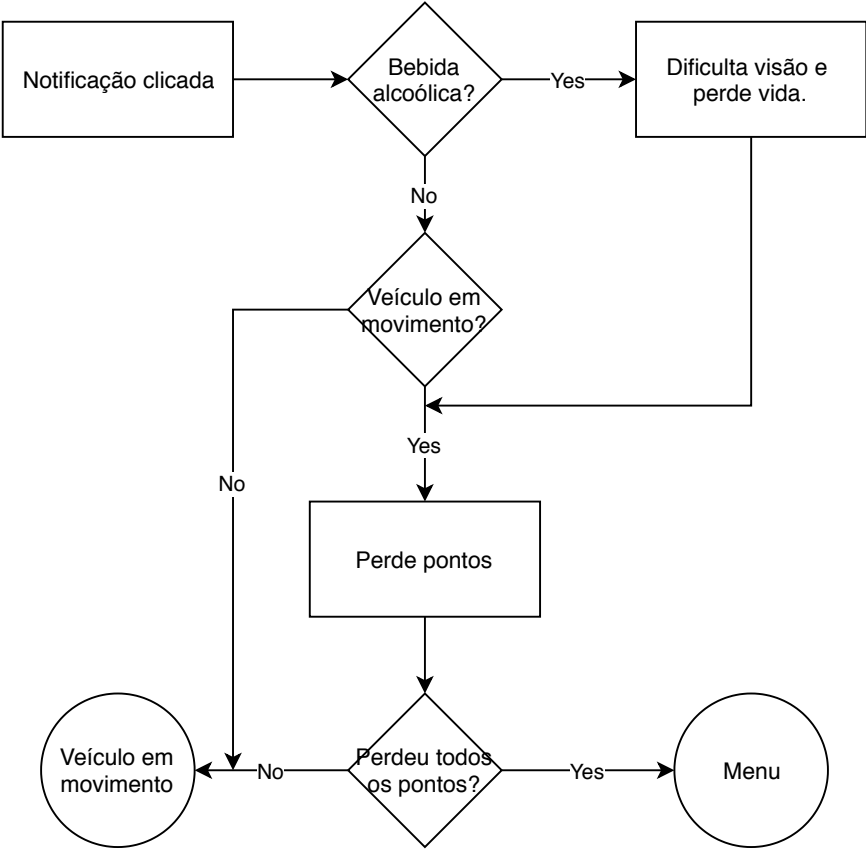 Notificação clicada
Bebida
alcoólica?
Yes
Dificulta visão e
perde vida.
No
Veículo em
movimento?
Yes
No
Perde pontos
Veículo em
movimento
No
Perdeu todos
os pontos?
Yes
Menu